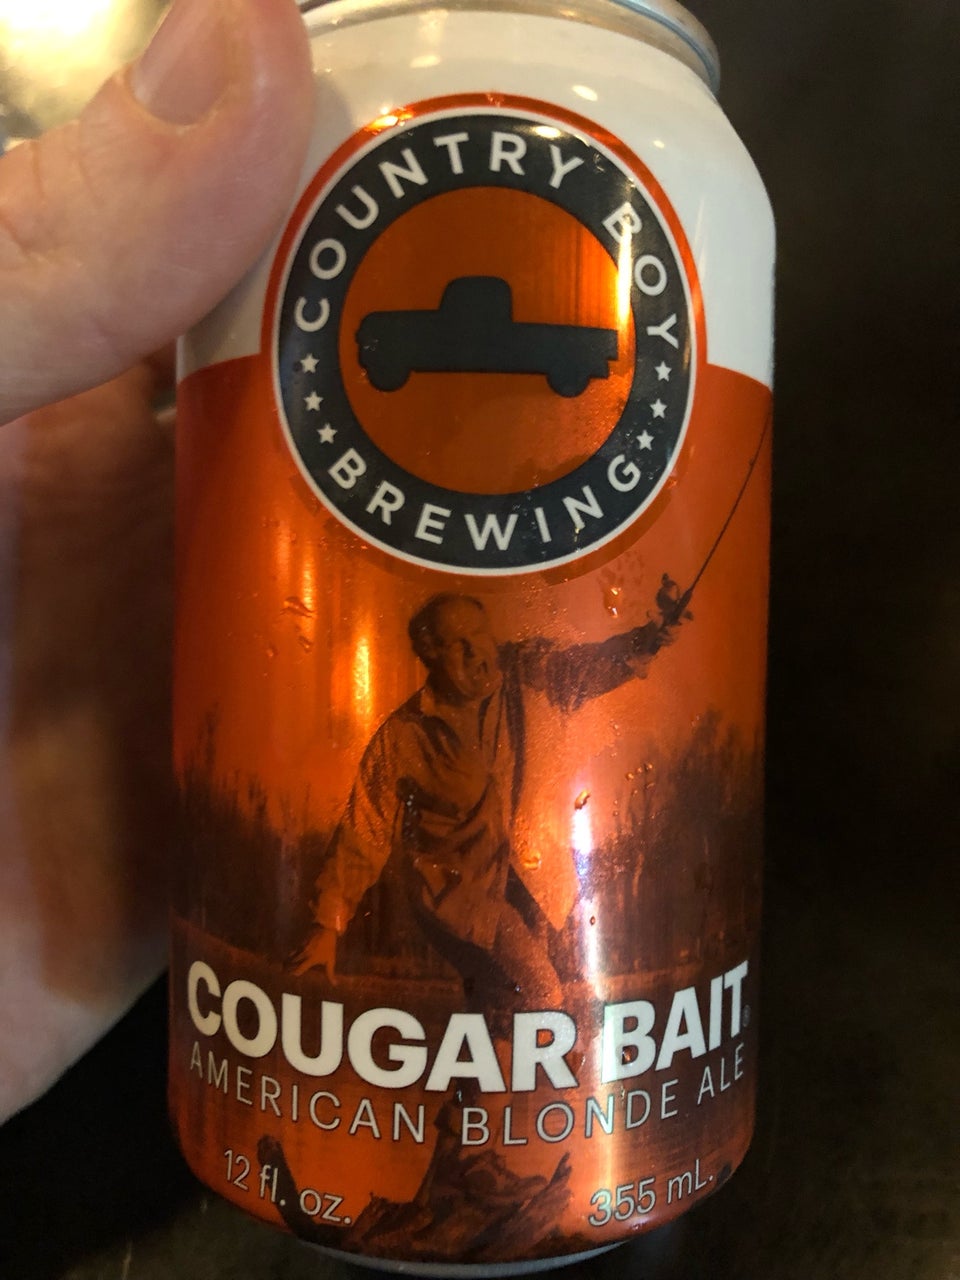 COUNTRY BOY
BREWING
COUGAR BAIT®
AMERICAN BLONDE ALE
12 fl. oz.
355 mL.